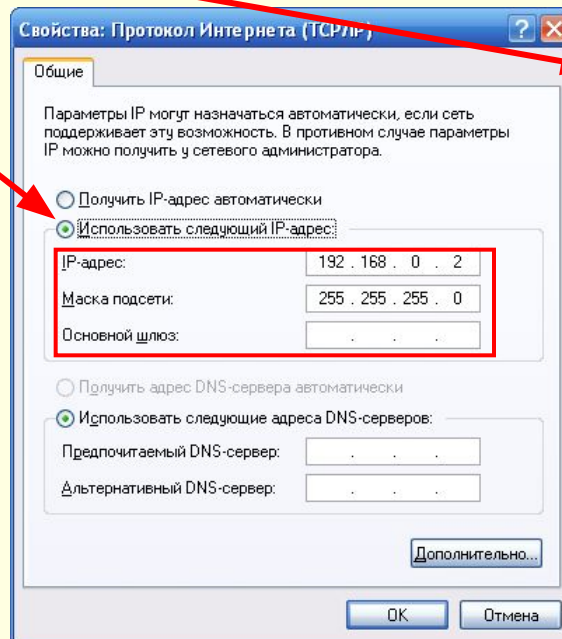 Свойства: Протокол Интернета (TCP/IP)
Общие
Параметры IP могут назначаться автоматически, если сеть
поддерживает эту возможность. В противном случае параметры
IP можно получить у сетевого администратора.
Получить IP-адрес автоматически
Использовать следующий IP-адрес:
IP-адрес: 192 . 168 . 0 . 2
Маска подсети: 255 . 255 . 255 . 0
Основной шлюз: . . .
Получить адрес DNS-сервера автоматически
Использовать следующие адреса DNS-серверов:
Предпочитаемый DNS-сервер: . . .
Альтернативный DNS-сервер: . . .
Дополнительно...
OK Отмена